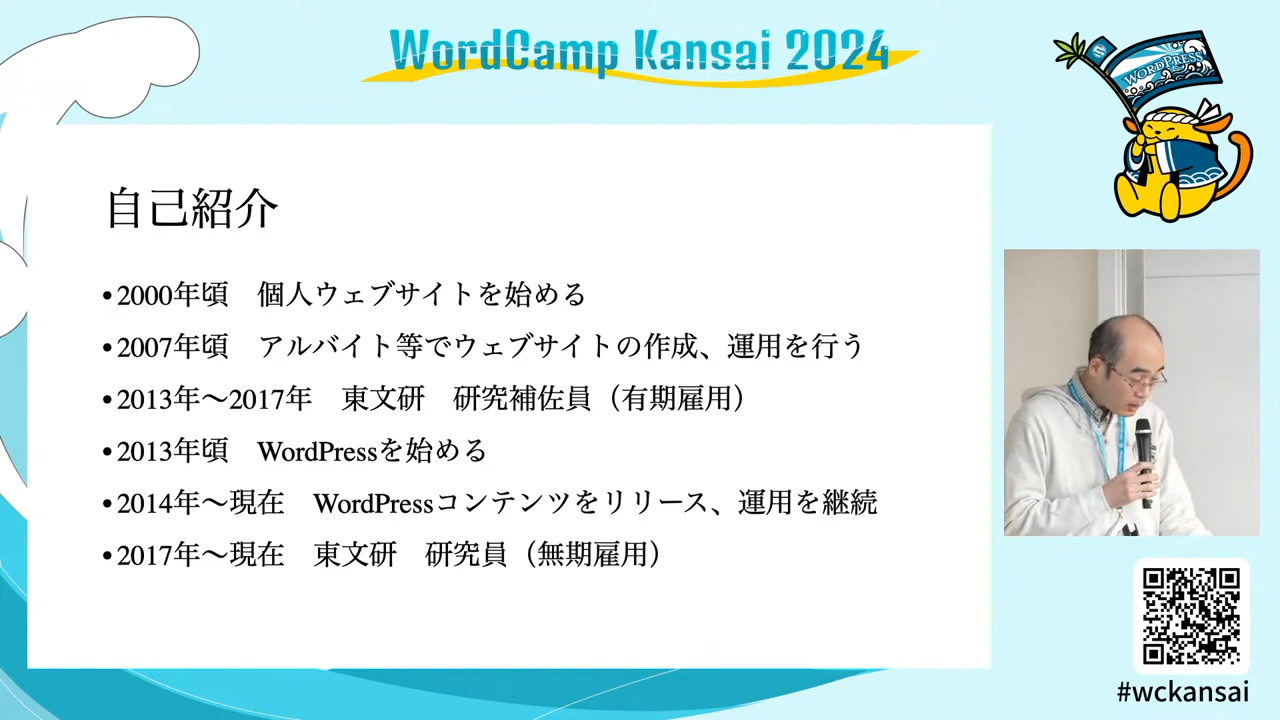 WordCamp Kansai 2024
WORDPRESS
自己紹介
•2000年頃　個人ウェブサイトを始める
•2007年頃　アルバイト等でウェブサイトの作成、運用を行う
•2013年～2017年　東文研　研究補佐員（有期雇用）
•2013年頃　WordPressを始める
•2014年～現在　WordPressコンテンツをリリース、運用を継続
•2017年～現在　東文研　研究員（無期雇用）
#wckansai